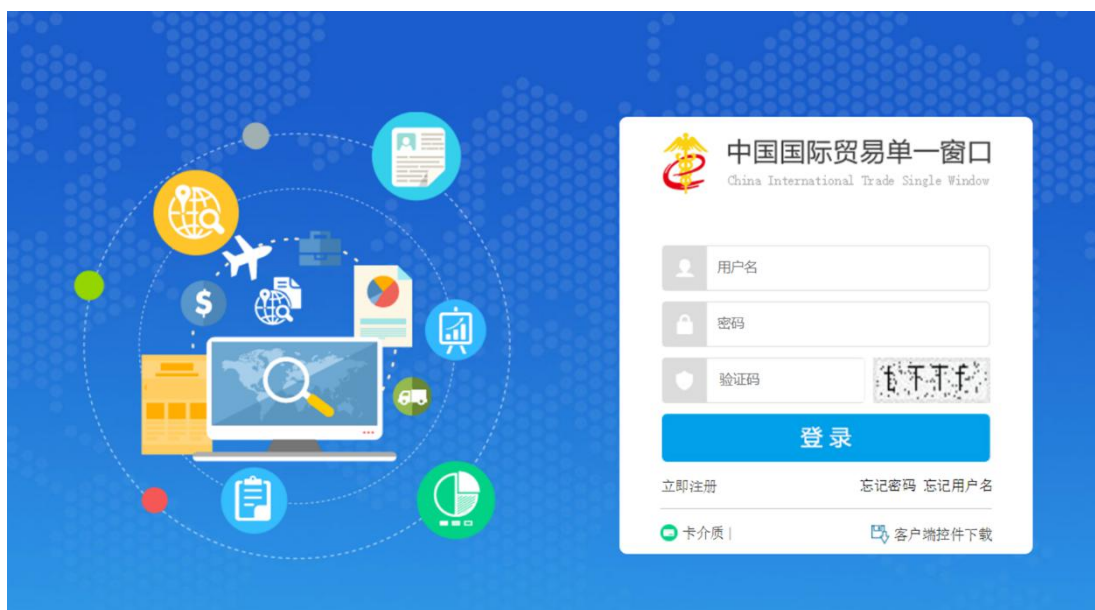 中国国际贸易单一窗口
China International Trade Single Window
用户名
密码
验证码
登录
立即注册 忘记密码 忘记用户名
卡介质 | 客户端控件下载
$